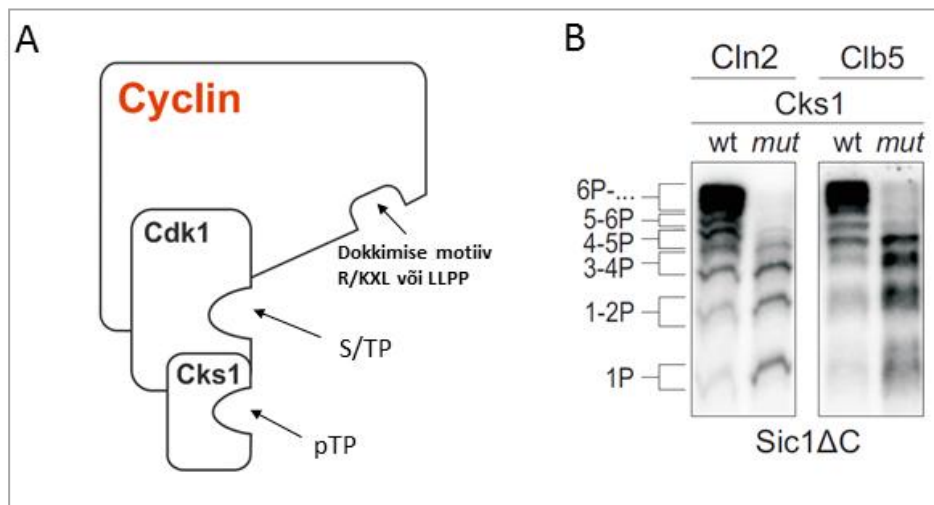 A
Cyclin
Cdk1
Cks1
Dokkimise motiiv
R/KXL või LLPP
S/TP
pTP
B
Cln2 Clb5
Cks1
wt mut wt mut
6P-...
5-6P
4-5P
3-4P
1-2P
1P
Sic1ΔC